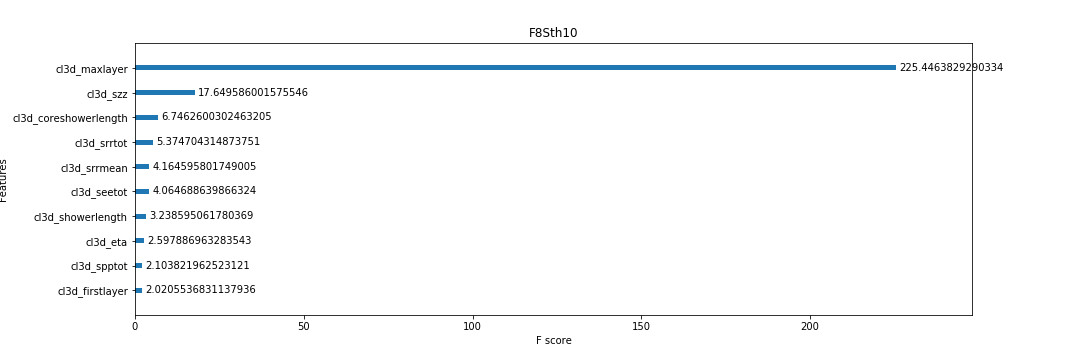 F8Sth10
cl3d_maxlayer 225.4463829290334
cl3d_szz 17.649586001575546
cl3d_coreshowerlength 6.7462600302463205
cl3d_srrtot 5.374704314873751
cl3d_srrmean 4.164595801749005
cl3d_seetot 4.064688639866324
cl3d_showerlength 3.238595061780369
cl3d_eta 2.597886963283543
cl3d_spptot 2.103821962523121
cl3d_firstlayer 2.0205536831137936
Features
0 50 100 150 200
F score